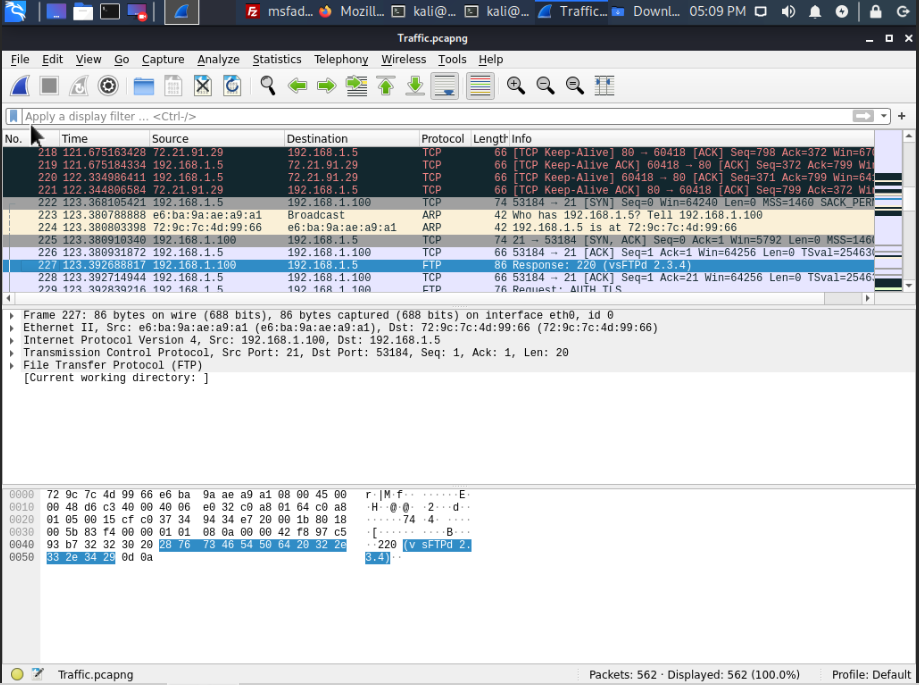 msfad... Mozill... kali@... kali@... Traffic... Downl... 05:09 PM
Traffic.pcapng
File Edit View Go Capture Analyze Statistics Telephony Wireless Tools Help
Apply a display filter ... <Ctrl-/>
No. Time Source Destination Protocol Length Info
218 121.675163428 72.21.91.29 192.168.1.5 TCP 66 [TCP Keep-Alive] 80 → 60418 [ACK] Seq=798 Ack=372 Win=670
219 121.675184334 192.168.1.5 72.21.91.29 TCP 66 [TCP Keep-Alive ACK] 60418 → 80 [ACK] Seq=372 Ack=799 Win
220 122.334986411 192.168.1.5 72.21.91.29 TCP 66 [TCP Keep-Alive] 60418 → 80 [ACK] Seq=371 Ack=799 Win=64
221 122.344806584 72.21.91.29 192.168.1.5 TCP 66 [TCP Keep-Alive ACK] 80 → 60418 [ACK] Seq=799 Ack=372 Win
222 123.368105421 192.168.1.5 192.168.1.100 TCP 74 53184 → 21 [SYN] Seq=0 Win=64240 Len=0 MSS=1460 SACK_PER
223 123.380788888 e6:ba:9a:ae:a9:a1 Broadcast ARP 42 Who has 192.168.1.5? Tell 192.168.1.100
224 123.380803398 72:9c:7c:4d:99:66 e6:ba:9a:ae:a9:a1 ARP 42 192.168.1.5 is at 72:9c:7c:4d:99:66
225 123.380910340 192.168.1.100 192.168.1.5 TCP 74 21 → 53184 [SYN, ACK] Seq=0 Ack=1 Win=5792 Len=0 MSS=1460
226 123.380931872 192.168.1.5 192.168.1.100 TCP 66 53184 → 21 [ACK] Seq=1 Ack=1 Win=64256 Len=0 TSval=25463
227 123.392688817 192.168.1.100 192.168.1.5 FTP 86 Response: 220 (vsFTPd 2.3.4)
228 123.392714944 192.168.1.5 192.168.1.100 TCP 66 53184 → 21 [ACK] Seq=1 Ack=21 Win=64256 Len=0 TSval=2546
229 123.392839216 192.168.1.5 192.168.1.100 FTP 76 Request: AUTH TLS
Frame 227: 86 bytes on wire (688 bits), 86 bytes captured (688 bits) on interface eth0, id 0
Ethernet II, Src: e6:ba:9a:ae:a9:a1 (e6:ba:9a:ae:a9:a1), Dst: 72:9c:7c:4d:99:66 (72:9c:7c:4d:99:66)
Internet Protocol Version 4, Src: 192.168.1.100, Dst: 192.168.1.5
Transmission Control Protocol, Src Port: 21, Dst Port: 53184, Seq: 1, Ack: 1, Len: 20
File Transfer Protocol (FTP)
[Current working directory: ]
0000 72 9c 7c 4d 99 66 e6 ba 9a ae a9 a1 08 00 45 00 r·|M·f·· ······E·
0010 00 48 d6 c3 40 00 40 06 e0 32 c0 a8 01 64 c0 a8 ·H··@·@· ·2···d··
0020 01 05 00 15 cf c0 37 34 94 34 e7 20 00 1b 80 18 ······74 ·4· ····
0030 00 5b 83 f4 00 00 01 01 08 0a 00 00 42 f8 97 c5 ·[······ ····B···
0040 93 b7 32 32 30 20 28 76 73 46 54 50 64 20 32 2e ··220 (v sFTPd 2.
0050 33 2e 34 29 0d 0a 3.4)··
Traffic.pcapng Packets: 562 · Displayed: 562 (100.0%) Profile: Default